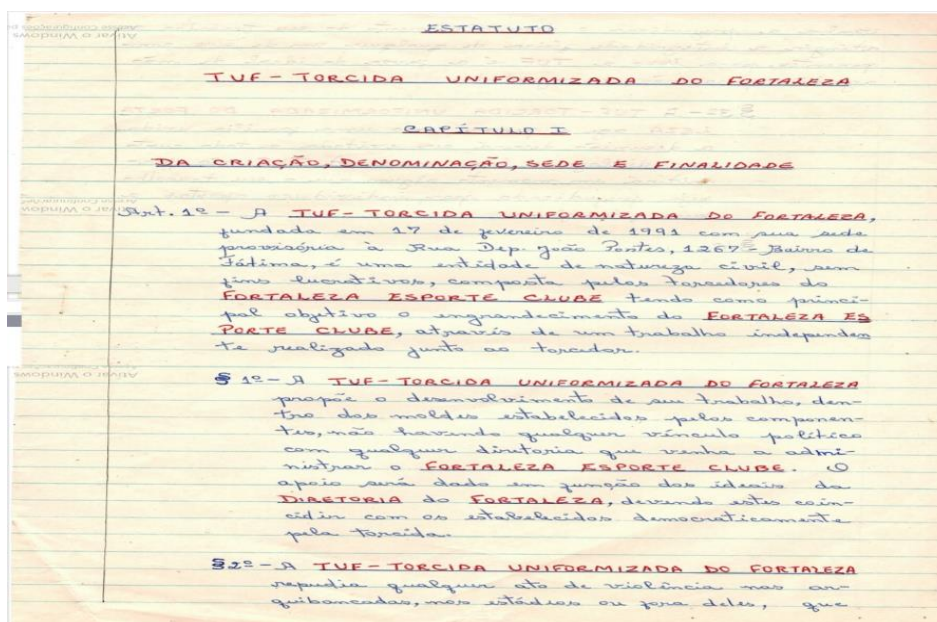 ESTATUTO
TUF - TORCIDA UNIFORMIZADA DO FORTALEZA
CAPÍTULO I
DA CRIAÇÃO, DENOMINAÇÃO, SEDE E FINALIDADE
Art. 1º - A TUF - TORCIDA UNIFORMIZADA DO FORTALEZA,
fundada em 17 de fevereiro de 1991 com sua sede
provisória à Rua Dep. João Pontes, 1267 - Bairro de
Fátima, é uma entidade de natureza civil, sem
fins lucrativos, composta pelos torcedores do
FORTALEZA ESPORTE CLUBE tendo como princi-
pal objetivo o engrandecimento do FORTALEZA ES
PORTE CLUBE, através de um trabalho independen
te realizado junto ao torcedor.
§ 1º - A TUF - TORCIDA UNIFORMIZADA DO FORTALEZA
propõe o desenvolvimento de seu trabalho, den-
tro dos moldes estabelecidos pelos componen-
tes, não havendo qualquer vínculo político
com qualquer diretoria que venha a admi-
nistrar o FORTALEZA ESPORTE CLUBE. O
apoio será dado em função dos ideais da
DIRETORIA do FORTALEZA, devendo estes coin-
cidir com os estabelecidos democraticamente
pela torcida.
§ 2º - A TUF - TORCIDA UNIFORMIZADA DO FORTALEZA
repudia qualquer ato de violência nas ar-
quibancadas, nos estádios ou fora deles, que
Ativar o Windows
Ativar o Windows
Ativar o Windows